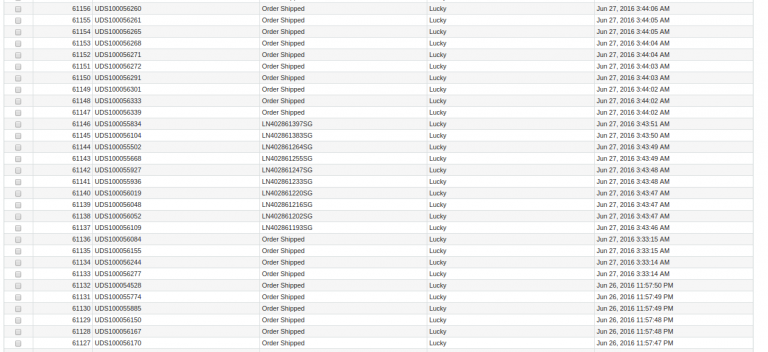 61156 UDS100056260 Order Shipped Lucky Jun 27, 2016 3:44:06 AM
61155 UDS100056261 Order Shipped Lucky Jun 27, 2016 3:44:05 AM
61154 UDS100056265 Order Shipped Lucky Jun 27, 2016 3:44:05 AM
61153 UDS100056268 Order Shipped Lucky Jun 27, 2016 3:44:04 AM
61152 UDS100056271 Order Shipped Lucky Jun 27, 2016 3:44:04 AM
61151 UDS100056272 Order Shipped Lucky Jun 27, 2016 3:44:03 AM
61150 UDS100056291 Order Shipped Lucky Jun 27, 2016 3:44:03 AM
61149 UDS100056301 Order Shipped Lucky Jun 27, 2016 3:44:02 AM
61148 UDS100056333 Order Shipped Lucky Jun 27, 2016 3:44:02 AM
61147 UDS100056339 Order Shipped Lucky Jun 27, 2016 3:44:02 AM
61146 UDS100055834 LN402861397SG Lucky Jun 27, 2016 3:43:51 AM
61145 UDS100056104 LN402861383SG Lucky Jun 27, 2016 3:43:50 AM
61144 UDS100055502 LN402861264SG Lucky Jun 27, 2016 3:43:49 AM
61143 UDS100055668 LN402861255SG Lucky Jun 27, 2016 3:43:49 AM
61142 UDS100055927 LN402861247SG Lucky Jun 27, 2016 3:43:48 AM
61141 UDS100055936 LN402861233SG Lucky Jun 27, 2016 3:43:48 AM
61140 UDS100056019 LN402861220SG Lucky Jun 27, 2016 3:43:47 AM
61139 UDS100056048 LN402861216SG Lucky Jun 27, 2016 3:43:47 AM
61138 UDS100056052 LN402861202SG Lucky Jun 27, 2016 3:43:47 AM
61137 UDS100056109 LN402861193SG Lucky Jun 27, 2016 3:43:46 AM
61136 UDS100056084 Order Shipped Lucky Jun 27, 2016 3:33:15 AM
61135 UDS100056155 Order Shipped Lucky Jun 27, 2016 3:33:15 AM
61134 UDS100056244 Order Shipped Lucky Jun 27, 2016 3:33:14 AM
61133 UDS100056277 Order Shipped Lucky Jun 27, 2016 3:33:14 AM
61132 UDS100054528 Order Shipped Lucky Jun 26, 2016 11:57:50 PM
61131 UDS100055774 Order Shipped Lucky Jun 26, 2016 11:57:49 PM
61130 UDS100055885 Order Shipped Lucky Jun 26, 2016 11:57:49 PM
61129 UDS100056150 Order Shipped Lucky Jun 26, 2016 11:57:48 PM
61128 UDS100056167 Order Shipped Lucky Jun 26, 2016 11:57:48 PM
61127 UDS100056170 Order Shipped Lucky Jun 26, 2016 11:57:47 PM